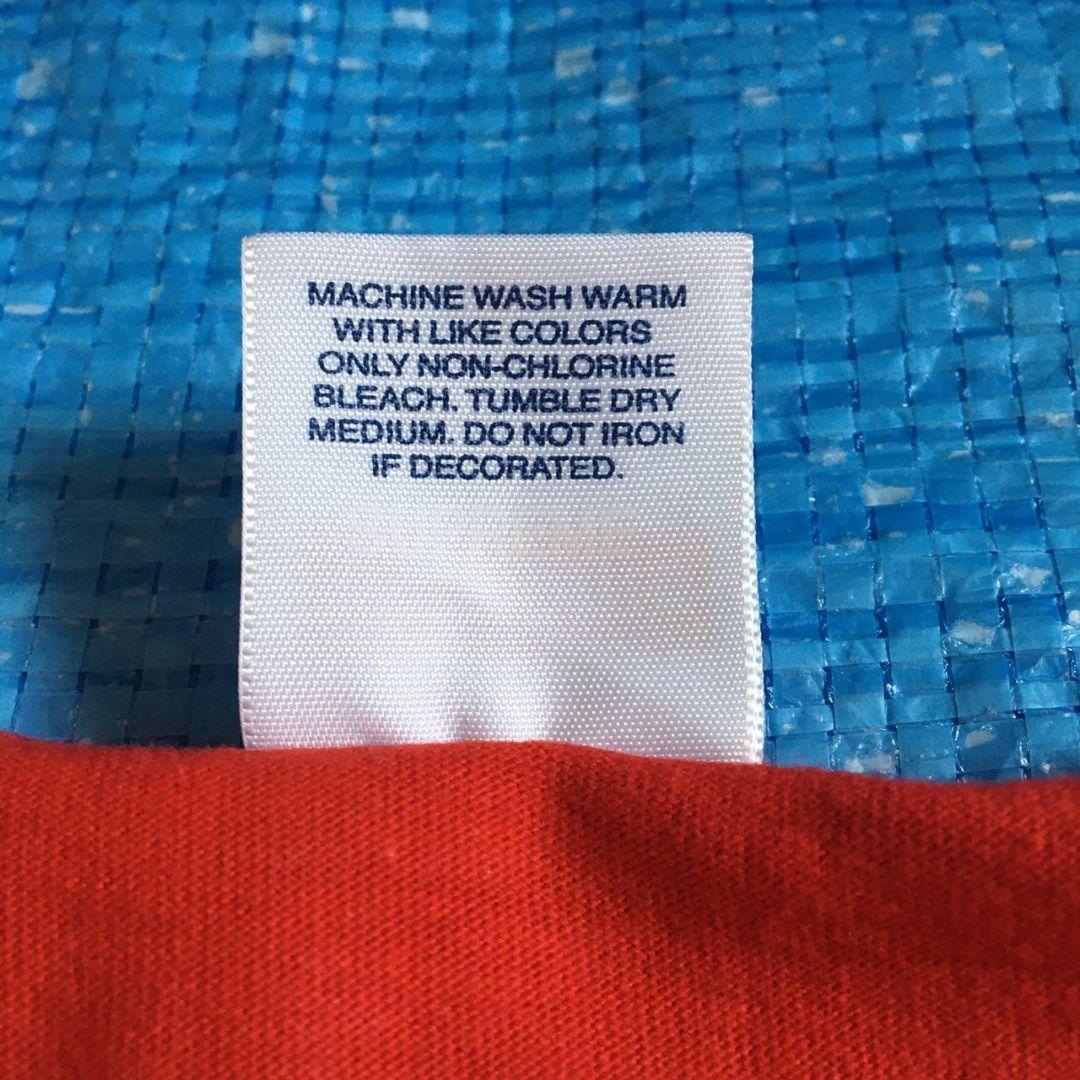 MACHINE WASH WARM
WITH LIKE COLORS
ONLY NON-CHLORINE
BLEACH. TUMBLE DRY
MEDIUM. DO NOT IRON
IF DECORATED.